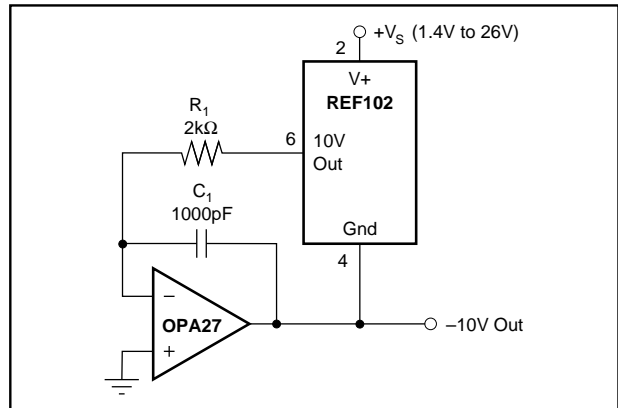 +V_S (1.4V to 26V)
2
V+
REF102
R_1
2kΩ
6
10V
Out
C_1
1000pF
Gnd
4
–
OPA27
+
–10V Out